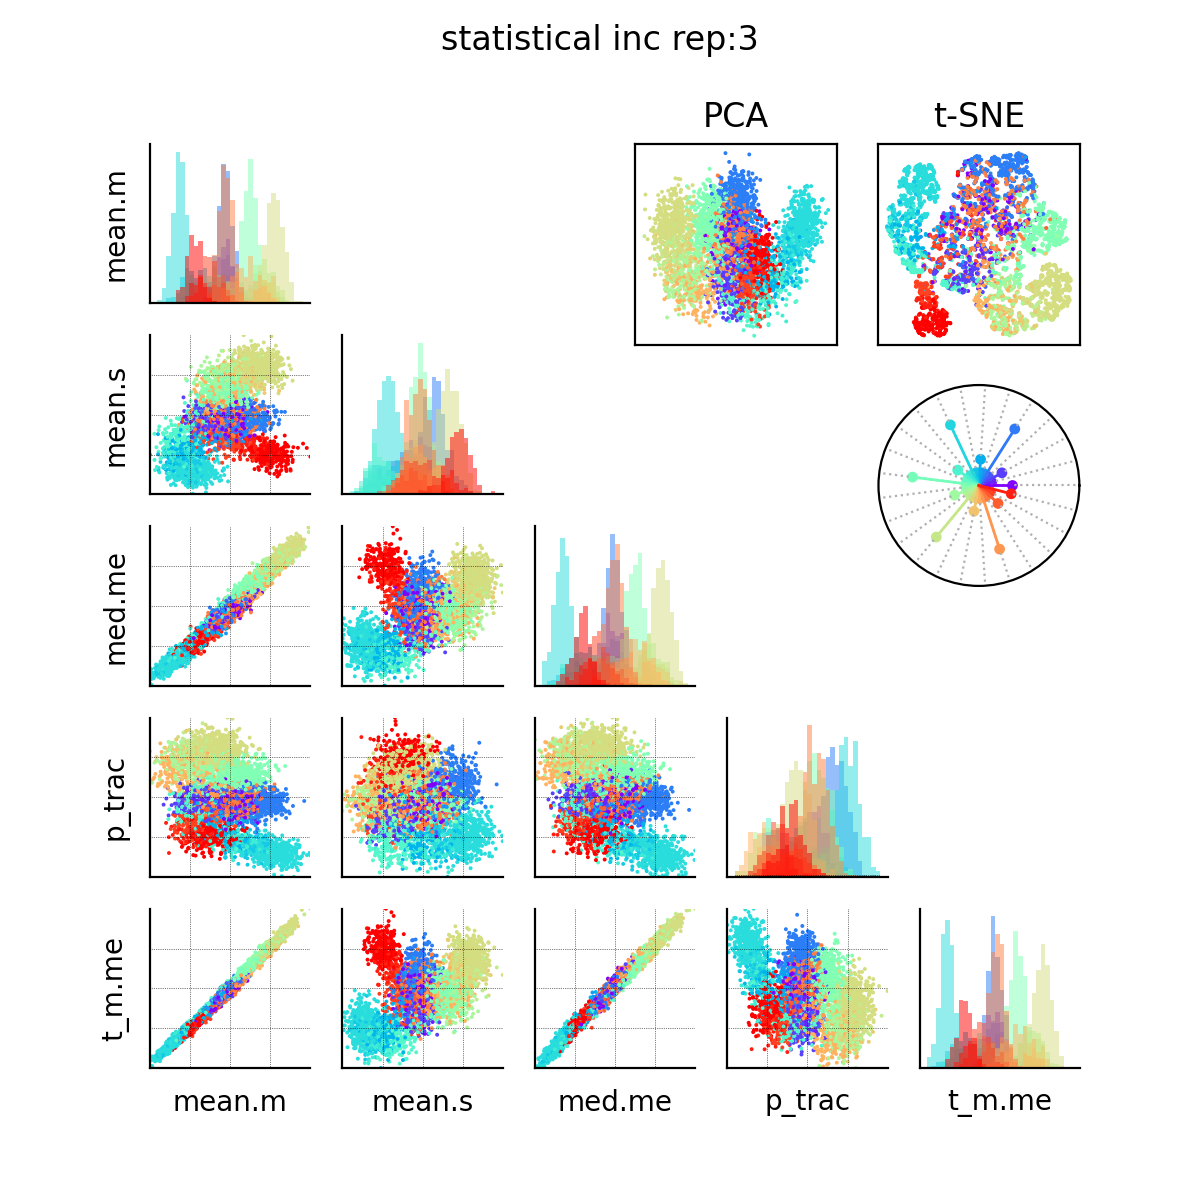 statistical inc rep:3
PCA
t-SNE
mean.m
mean.s
med.me
p_trac
t_m.me
mean.m
mean.s
med.me
p_trac
t_m.me